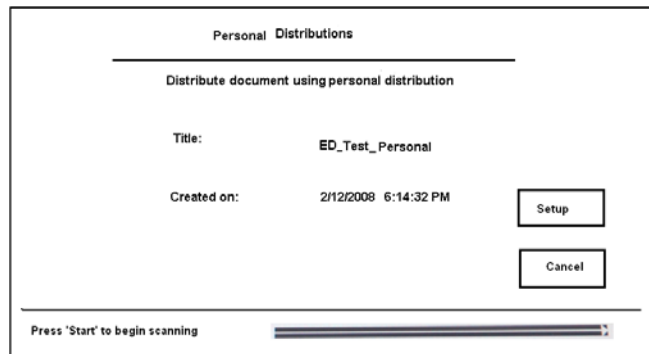 Personal Distributions
Distribute document using personal distribution
Title: ED_Test_ Personal
Created on: 2/12/2008 6:14:32 PM
Setup
Cancel
Press 'Start' to begin scanning